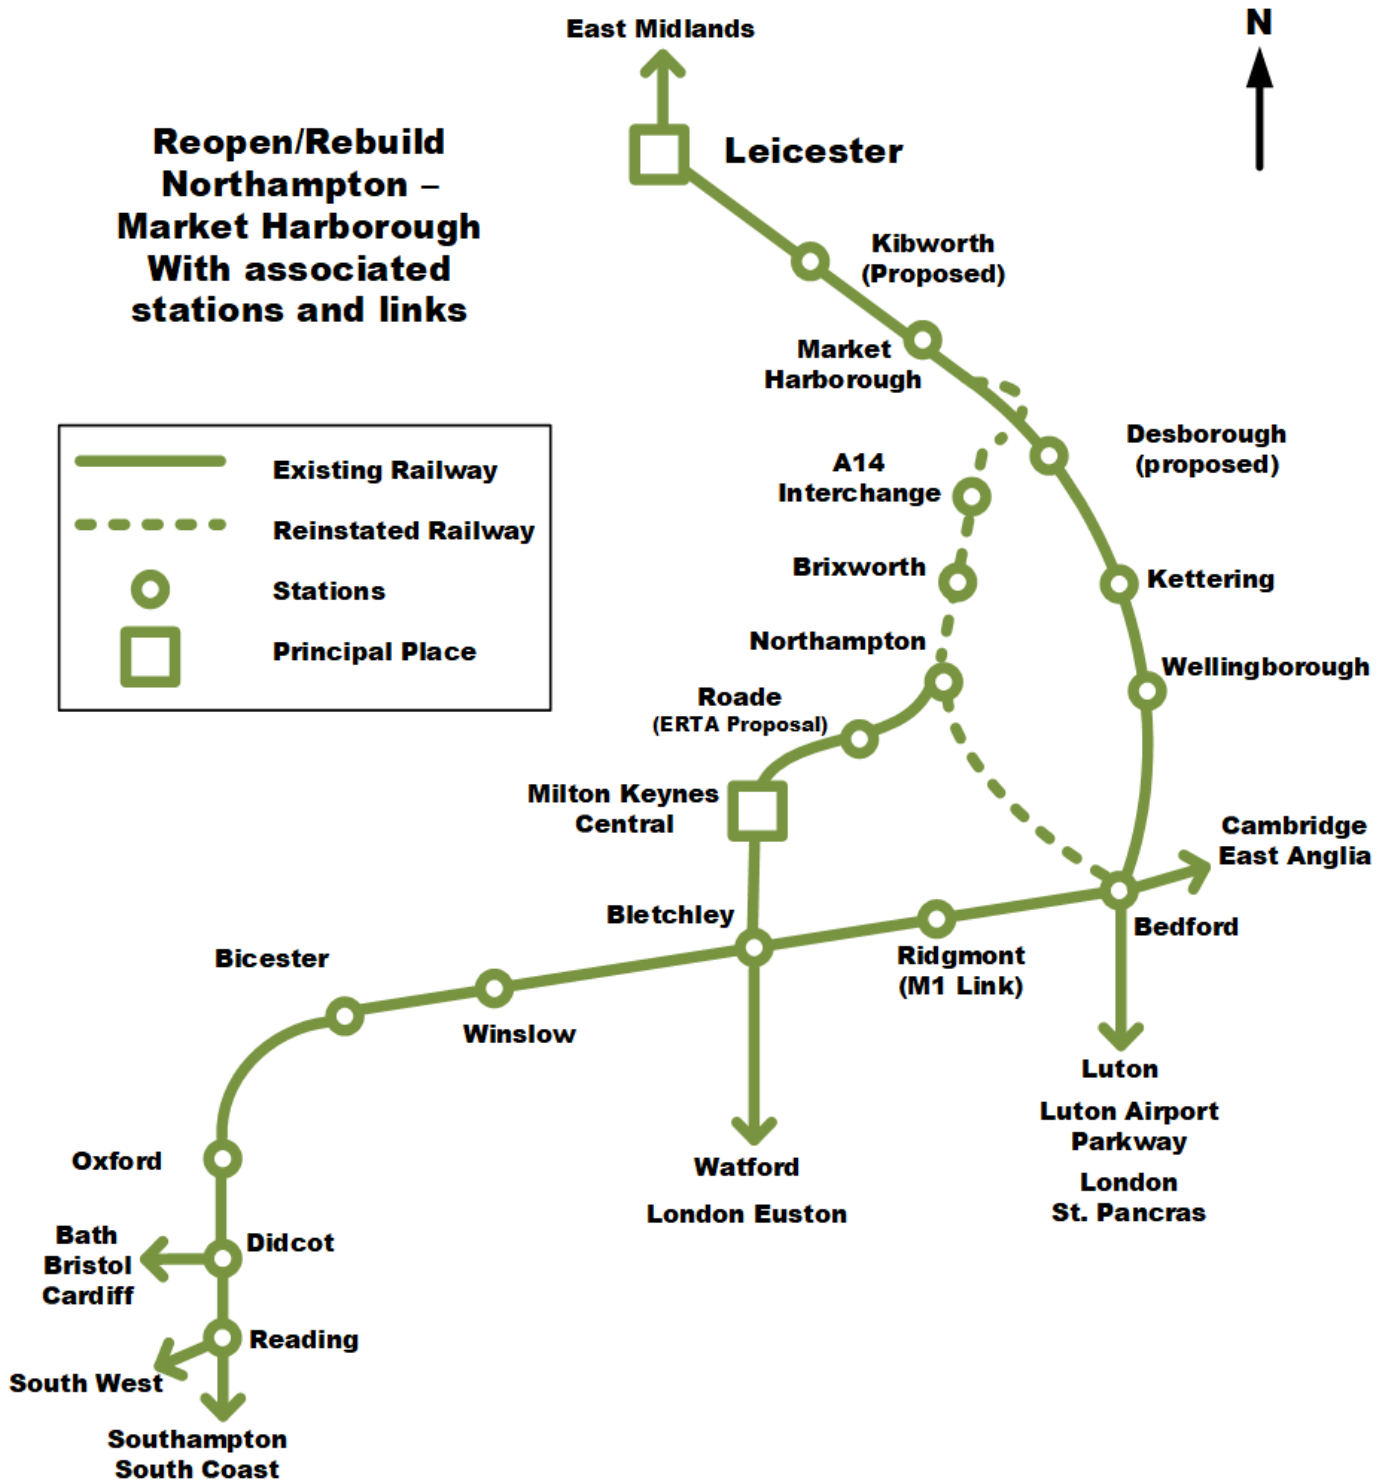 East Midlands
N
Reopen/Rebuild
Northampton –
Market Harborough
With associated
stations and links
Leicester
Kibworth
(Proposed)
Market
Harborough
Existing Railway
Reinstated Railway
Stations
Principal Place
Desborough
(proposed)
A14
Interchange
Brixworth
Kettering
Northampton
Wellingborough
Roade
(ERTA Proposal)
Milton Keynes
Central
Cambridge
East Anglia
Bletchley
Bedford
Ridgmont
(M1 Link)
Bicester
Winslow
Luton
Luton Airport
Parkway
London
St. Pancras
Watford
London Euston
Oxford
Bath
Bristol
Cardiff
Didcot
Reading
South West
Southampton
South Coast